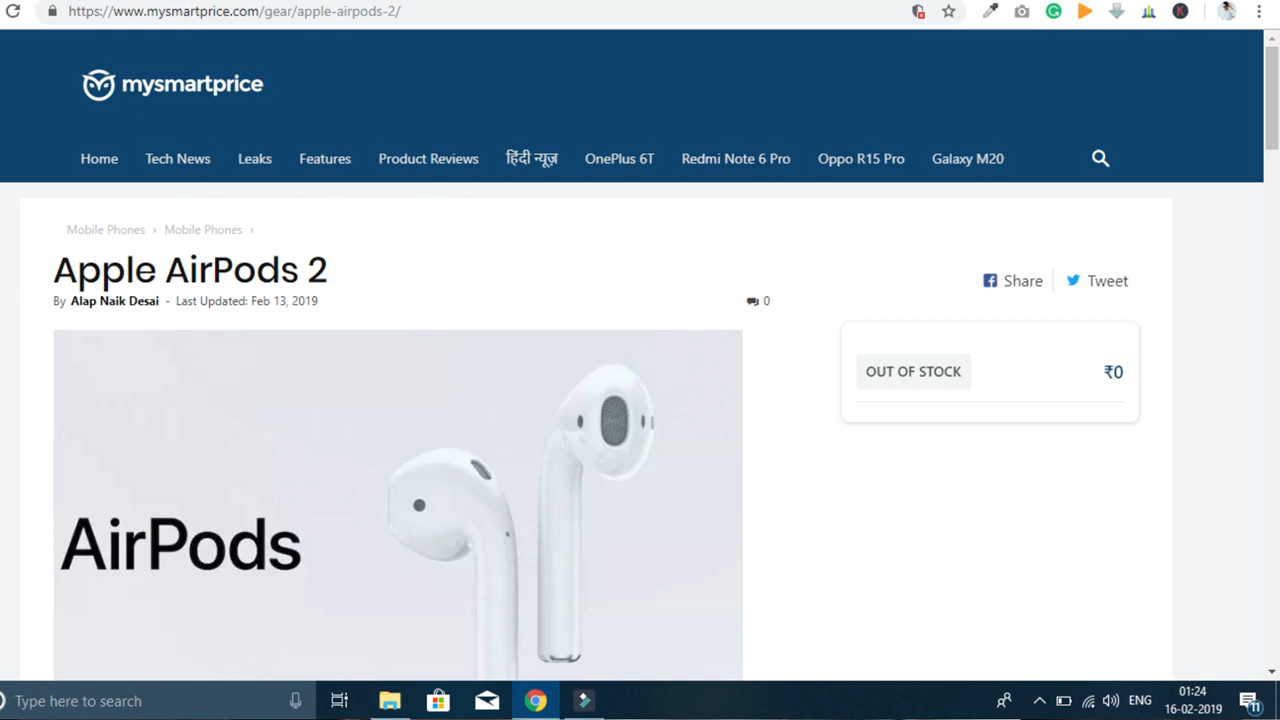 https://www.mysmartprice.com/gear/apple-airpods-2/
mysmartprice
Home Tech News Leaks Features Product Reviews हिंदी न्यूज़ OnePlus 6T Redmi Note 6 Pro Oppo R15 Pro Galaxy M20
Mobile Phones › Mobile Phones ›
Apple AirPods 2
By Alap Naik Desai - Last Updated: Feb 13, 2019
0
Share Tweet
OUT OF STOCK ₹0
AirPods
Type here to search
ENG
01:24
16-02-2019
11